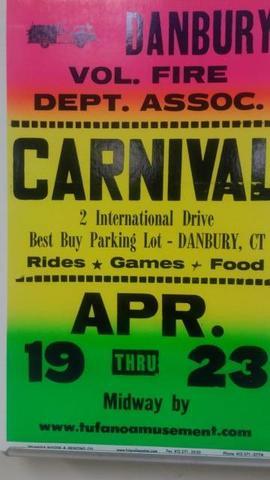 DANBURY
VOL. FIRE
DEPT. ASSOC.
CARNIVAL
2 International Drive
Best Buy Parking Lot - DANBURY, CT
Rides ★ Games ★ Food
APR.
19 THRU 23
Midway by
www.tufanoamusement.com